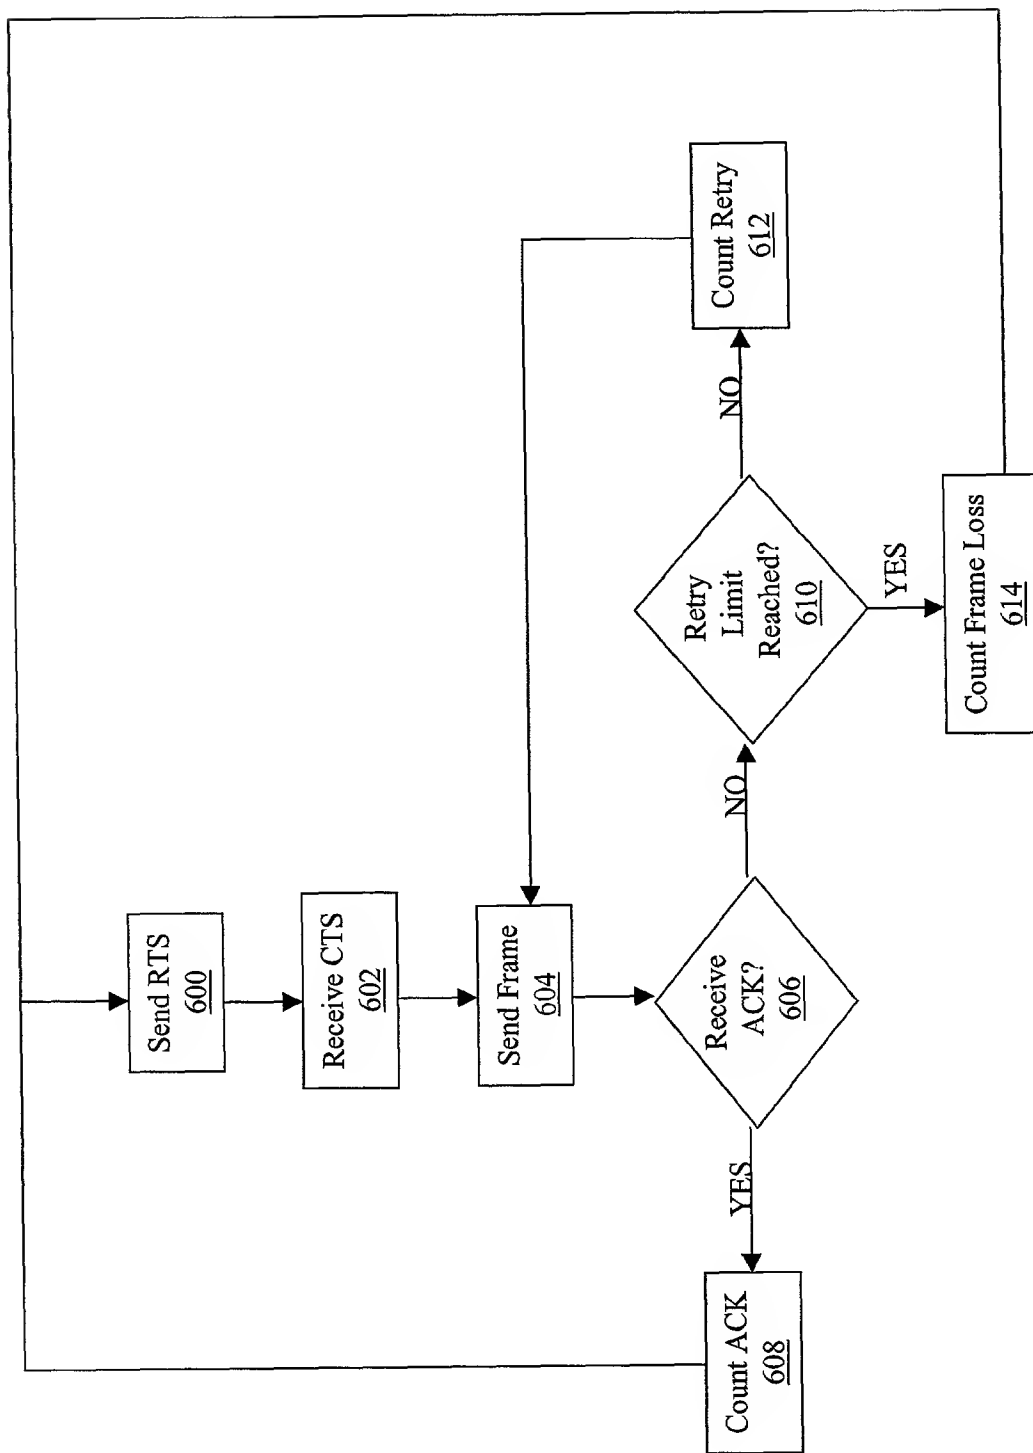 Send RTS
600
Receive CTS
602
Send Frame
604
Receive
ACK?
606
YES
Count ACK
608
NO
Retry
Limit
Reached?
610
NO
Count Retry
612
YES
Count Frame Loss
614